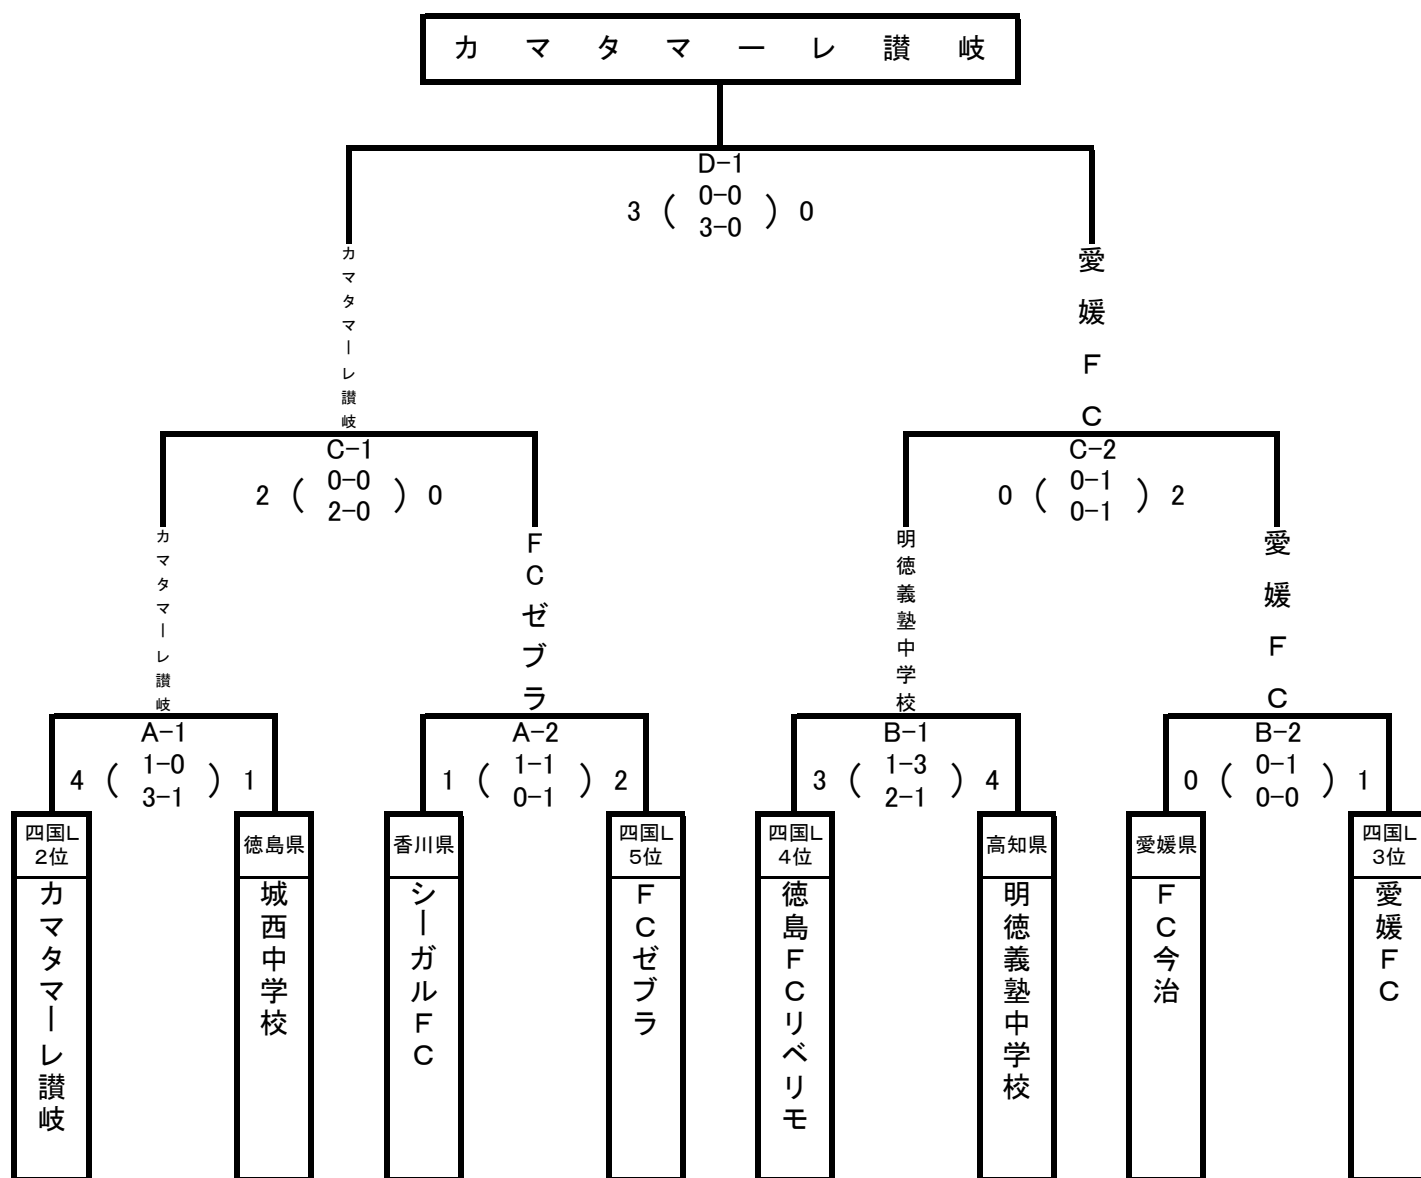 カマターレ讃岐
D-1
0-0
3 ( ) 0
3-0
カマタマーレ讃岐
愛媛FC
C-1
0-0
2 ( ) 0
2-0
C-2
0-1
0 ( ) 2
0-1
カマタマーレ讃岐
FCゼブラ
明徳義塾中学校
愛媛FC
A-1
1-0
4 ( ) 1
3-1
A-2
1-1
1 ( ) 2
0-1
B-1
1-3
3 ( ) 4
2-1
B-2
0-1
0 ( ) 1
0-0
四国L
2位
カマタマーレ讃岐
徳島県
城西中学校
香川県
シーガルFC
四国L
5位
FCゼブラ
四国L
4位
徳島FCリベリモ
高知県
明徳義塾中学校
愛媛県
FC今治
四国L
3位
愛媛FC